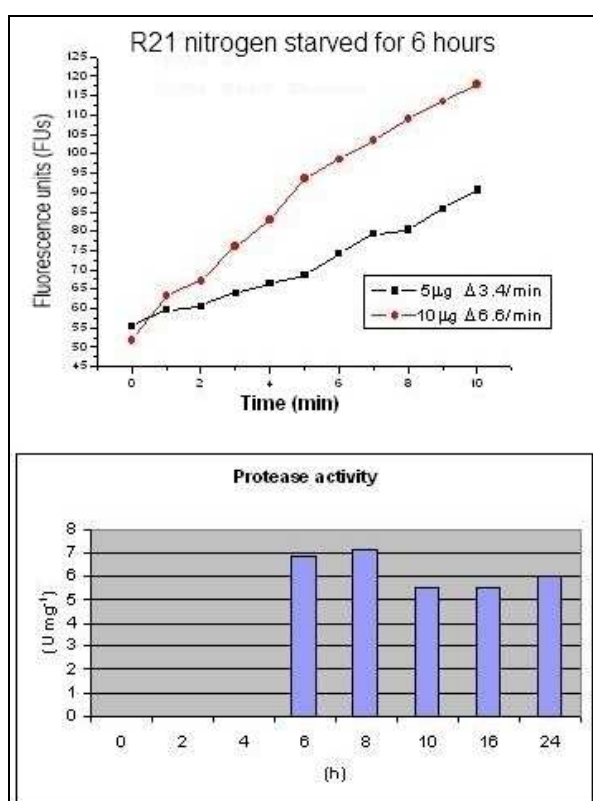 R21 nitrogen starved for 6 hours
Fluorescence units (FUs)
125
120
115
110
105
100
95
90
85
80
75
70
65
60
55
50
45
5µg Δ3.4/min
10µg Δ6.6/min
0 2 4 6 8 10
Time (min)
Protease activity
(U mg⁻¹)
8
7
6
5
4
3
2
1
0
0 2 4 6 8 10 16 24
(h)